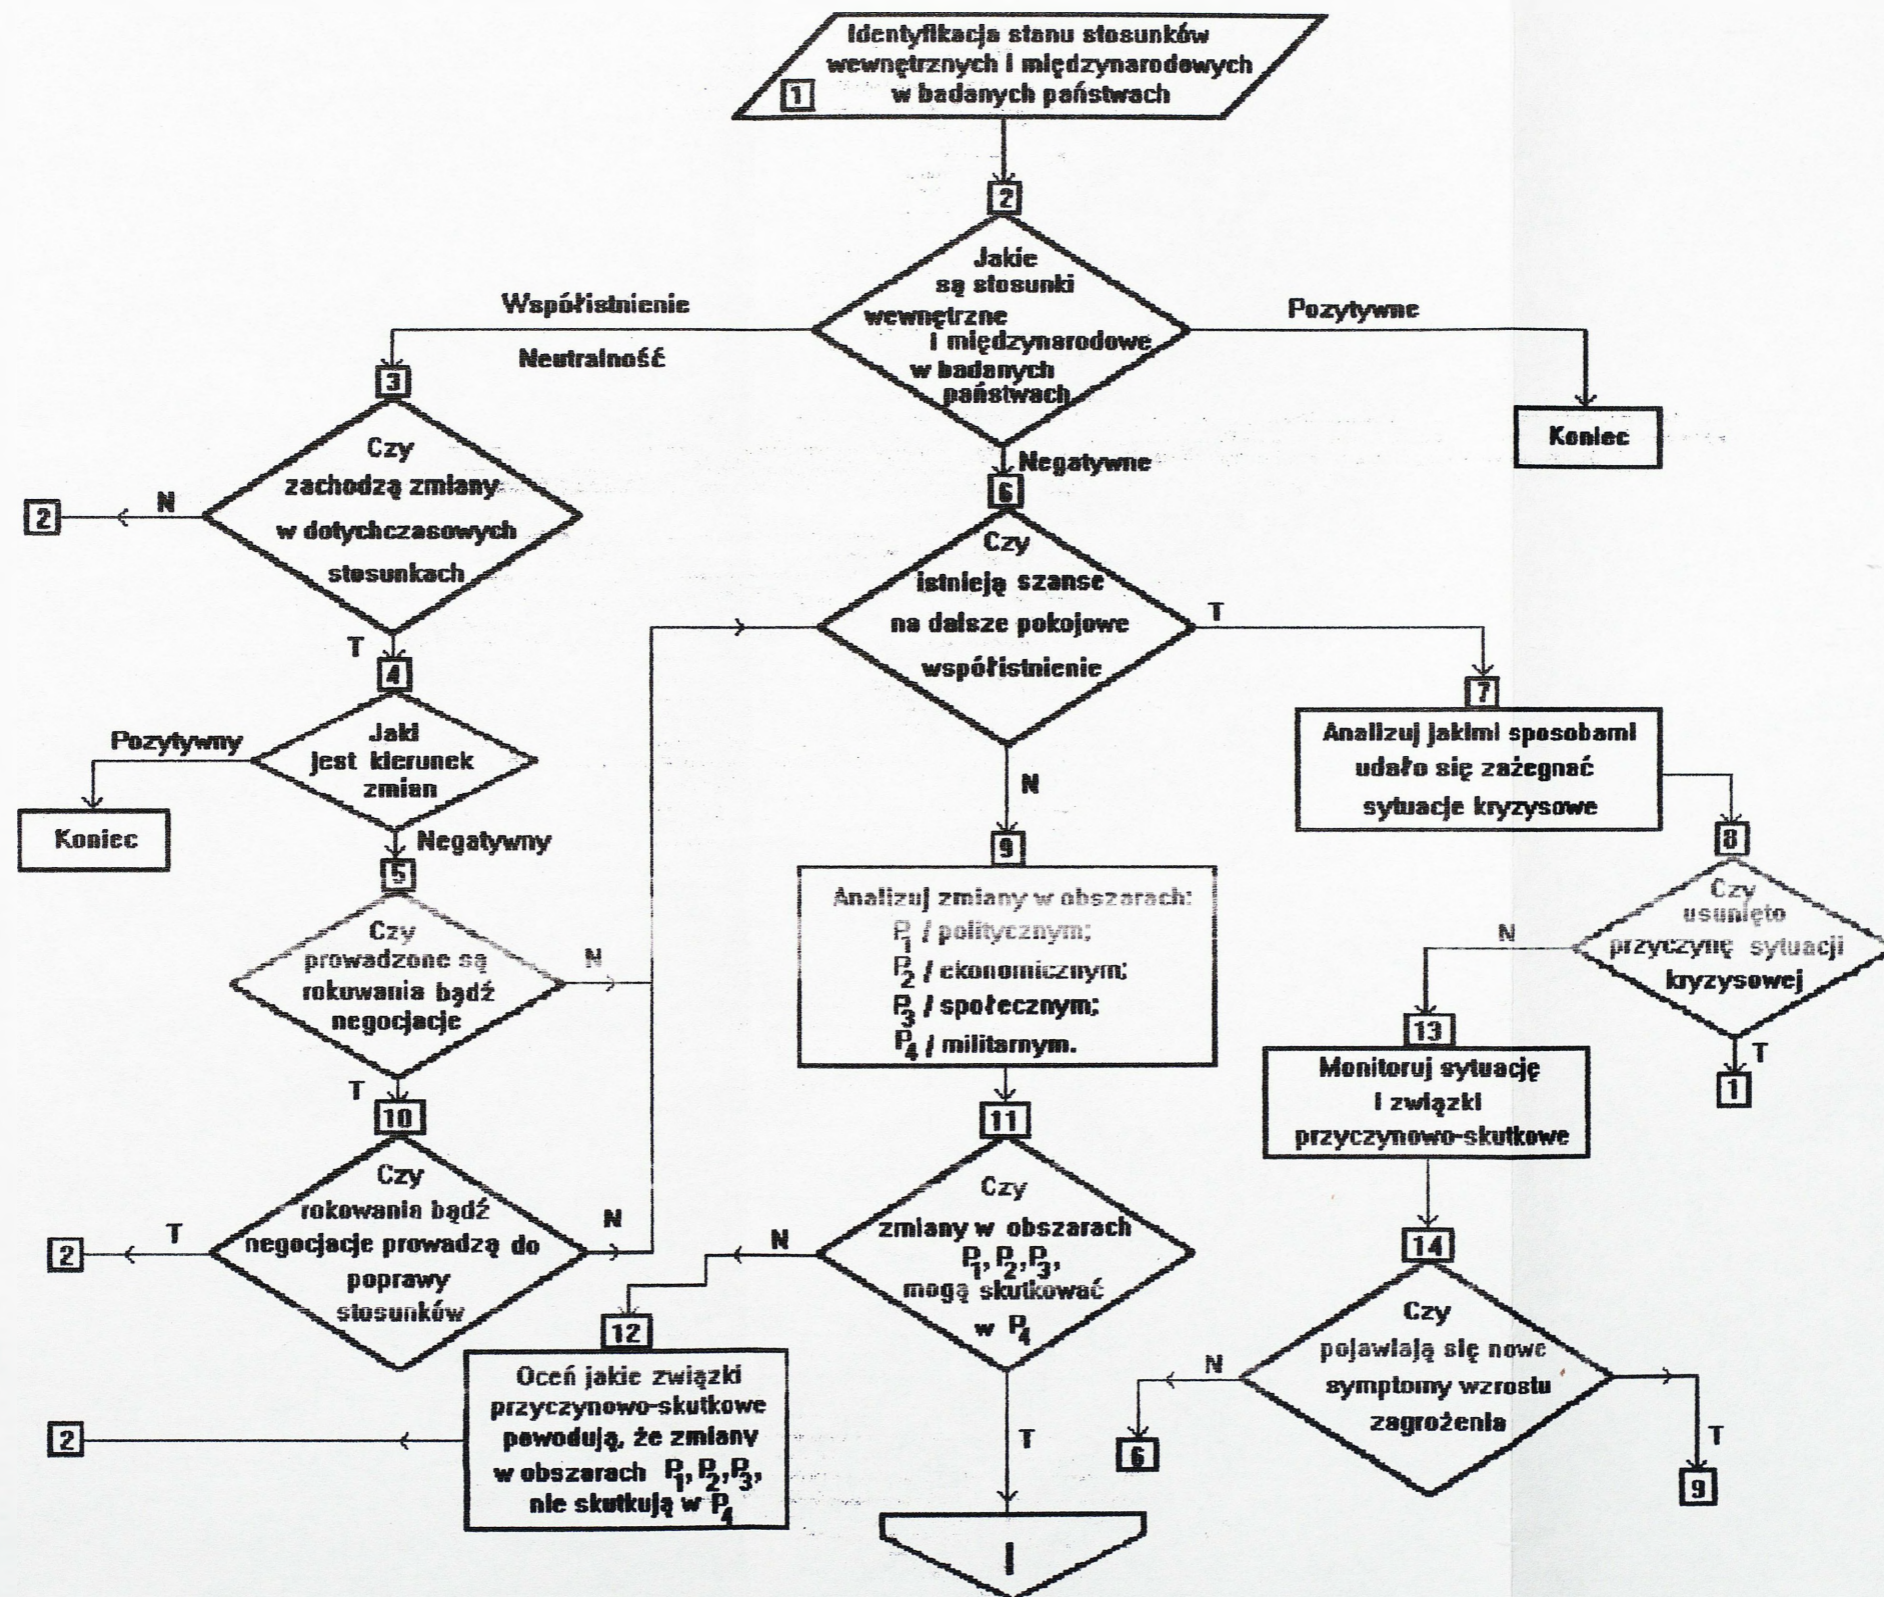 Identyfikacja stanu stosunków
wewnętrznych i międzynarodowych
1 w badanych państwach
2
Jakie
są stosunki
wewnętrzne
i międzynarodowe
w badanych
państwach
Współistnienie
Neutralność
Pozytywne
Koniec
Negatywne
3
Czy
zachodzą zmiany
w dotychczasowych
stosunkach
N
2
T
4
Jaki
jest kierunek
zmian
Pozytywny
Koniec
Negatywny
5
Czy
prowadzone są
rokowania bądź
negocjacje
N
T
10
Czy
rokowania bądź
negocjacje prowadzą do
poprawy
stosunków
T
2
N
6
Czy
istnieją szanse
na dalsze pokojowe
współistnienie
T
N
7
Analizuj jakimi sposobami
udało się zażegnać
sytuacje kryzysowe
8
Czy
usunięto
przyczynę sytuacji
kryzysowej
N
T
1
9
Analizuj zmiany w obszarach:
P1 / politycznym;
P2 / ekonomicznym;
P3 / społecznym;
P4 / militarnym.
11
Czy
zmiany w obszarach
P1, P2, P3,
mogą skutkować
w P4
N
T
I
12
Oceń jakie związki
przyczynowo-skutkowe
powodują, że zmiany
w obszarach P1, P2, P3,
nie skutkują w P4
2
13
Monitoruj sytuację
i związki
przyczynowo-skutkowe
14
Czy
pojawiają się nowe
symptomy wzrostu
zagrożenia
N
6
T
9